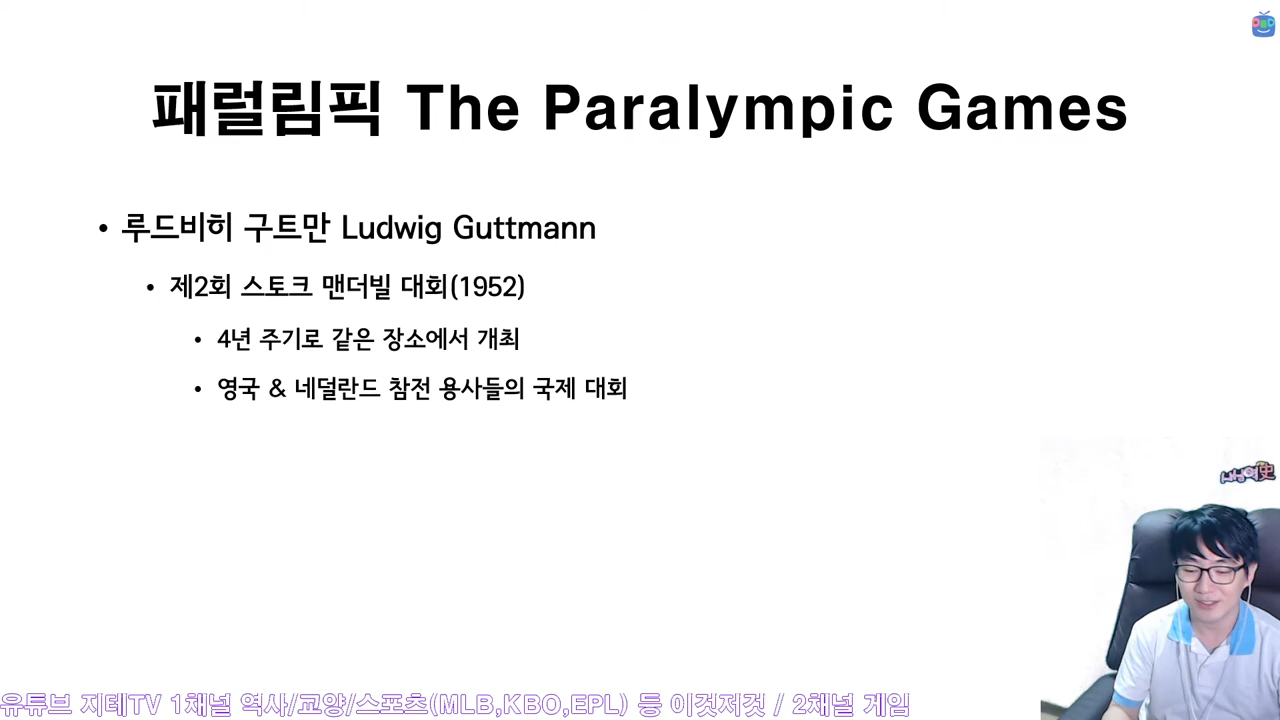 패럴림픽 The Paralympic Games
• 루드비히 구트만 Ludwig Guttmann
• 제2회 스토크 맨더빌 대회(1952)
• 4년 주기로 같은 장소에서 개최
• 영국 & 네덜란드 참전 용사들의 국제 대회
유튜브 지테TV 1채널 역사/교양/스포츠(MLB,KBO,EPL) 등 이것저것 / 2채널 게임